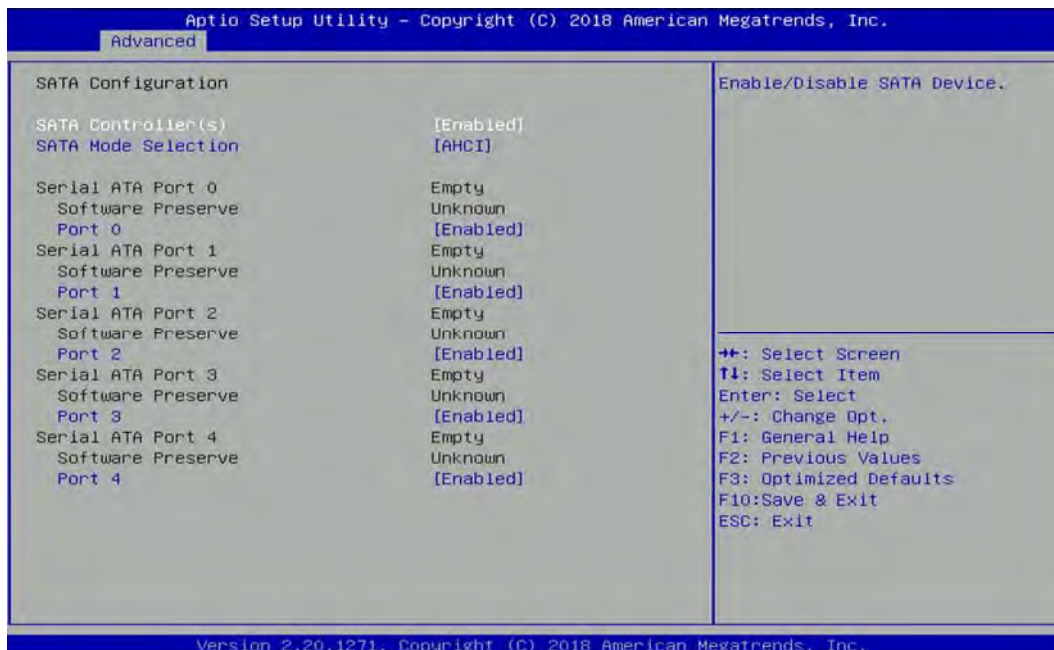 Aptio Setup Utility – Copyright (C) 2018 American Megatrends, Inc.
Advanced
SATA Configuration
SATA Controller(s) [Enabled]
SATA Mode Selection [AHCI]
Serial ATA Port 0 Empty
Software Preserve Unknown
Port 0 [Enabled]
Serial ATA Port 1 Empty
Software Preserve Unknown
Port 1 [Enabled]
Serial ATA Port 2 Empty
Software Preserve Unknown
Port 2 [Enabled]
Serial ATA Port 3 Empty
Software Preserve Unknown
Port 3 [Enabled]
Serial ATA Port 4 Empty
Software Preserve Unknown
Port 4 [Enabled]
Enable/Disable SATA Device.
→←: Select Screen
↑↓: Select Item
Enter: Select
+/-: Change Opt.
F1: General Help
F2: Previous Values
F3: Optimized Defaults
F10:Save & Exit
ESC: Exit
Version 2.20.1271. Copyright (C) 2018 American Megatrends, Inc.